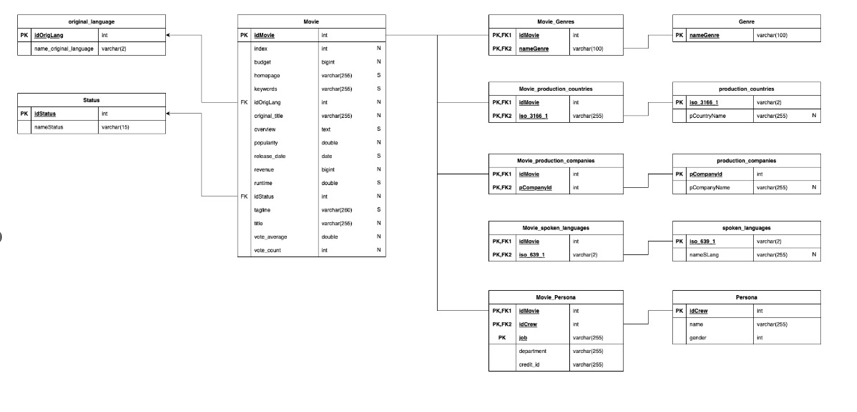 original_language
PK idOrigLang int
name_original_language varchar(2)
Status
PK idStatus int
nameStatus varchar(15)
Movie
PK idMovie int
index int N
budget bigint N
homepage varchar(255) S
keywords varchar(255) S
FK idOrigLang int N
original_title varchar(255) N
overview text S
popularity double N
release_date date S
revenue bigint N
runtime double S
FK idStatus int N
tagline varchar(260) S
title varchar(255) N
vote_average double N
vote_count int N
Movie_Genres
PK,FK1 idMovie int
PK,FK2 nameGenre varchar(100)
Genre
PK nameGenre varchar(100)
Movie_production_countries
PK,FK1 idMovie int
PK,FK2 iso_3166_1 varchar(255)
production_countries
PK iso_3166_1 varchar(2)
pCountryName varchar(255) N
Movie_production_companies
PK,FK1 idMovie int
PK,FK2 pCompanyId int
production_companies
PK pCompanyId int
pCompanyName varchar(255) N
Movie_spoken_languages
PK,FK1 idMovie int
PK,FK2 iso_639_1 varchar(2)
spoken_languages
PK iso_639_1 varchar(2)
nameSLang varchar(255) N
Movie_Persona
PK,FK1 idMovie int
PK,FK2 idCrew int
PK job varchar(255)
department varchar(255)
credit_id varchar(255)
Persona
PK idCrew int
name varchar(255)
gender int